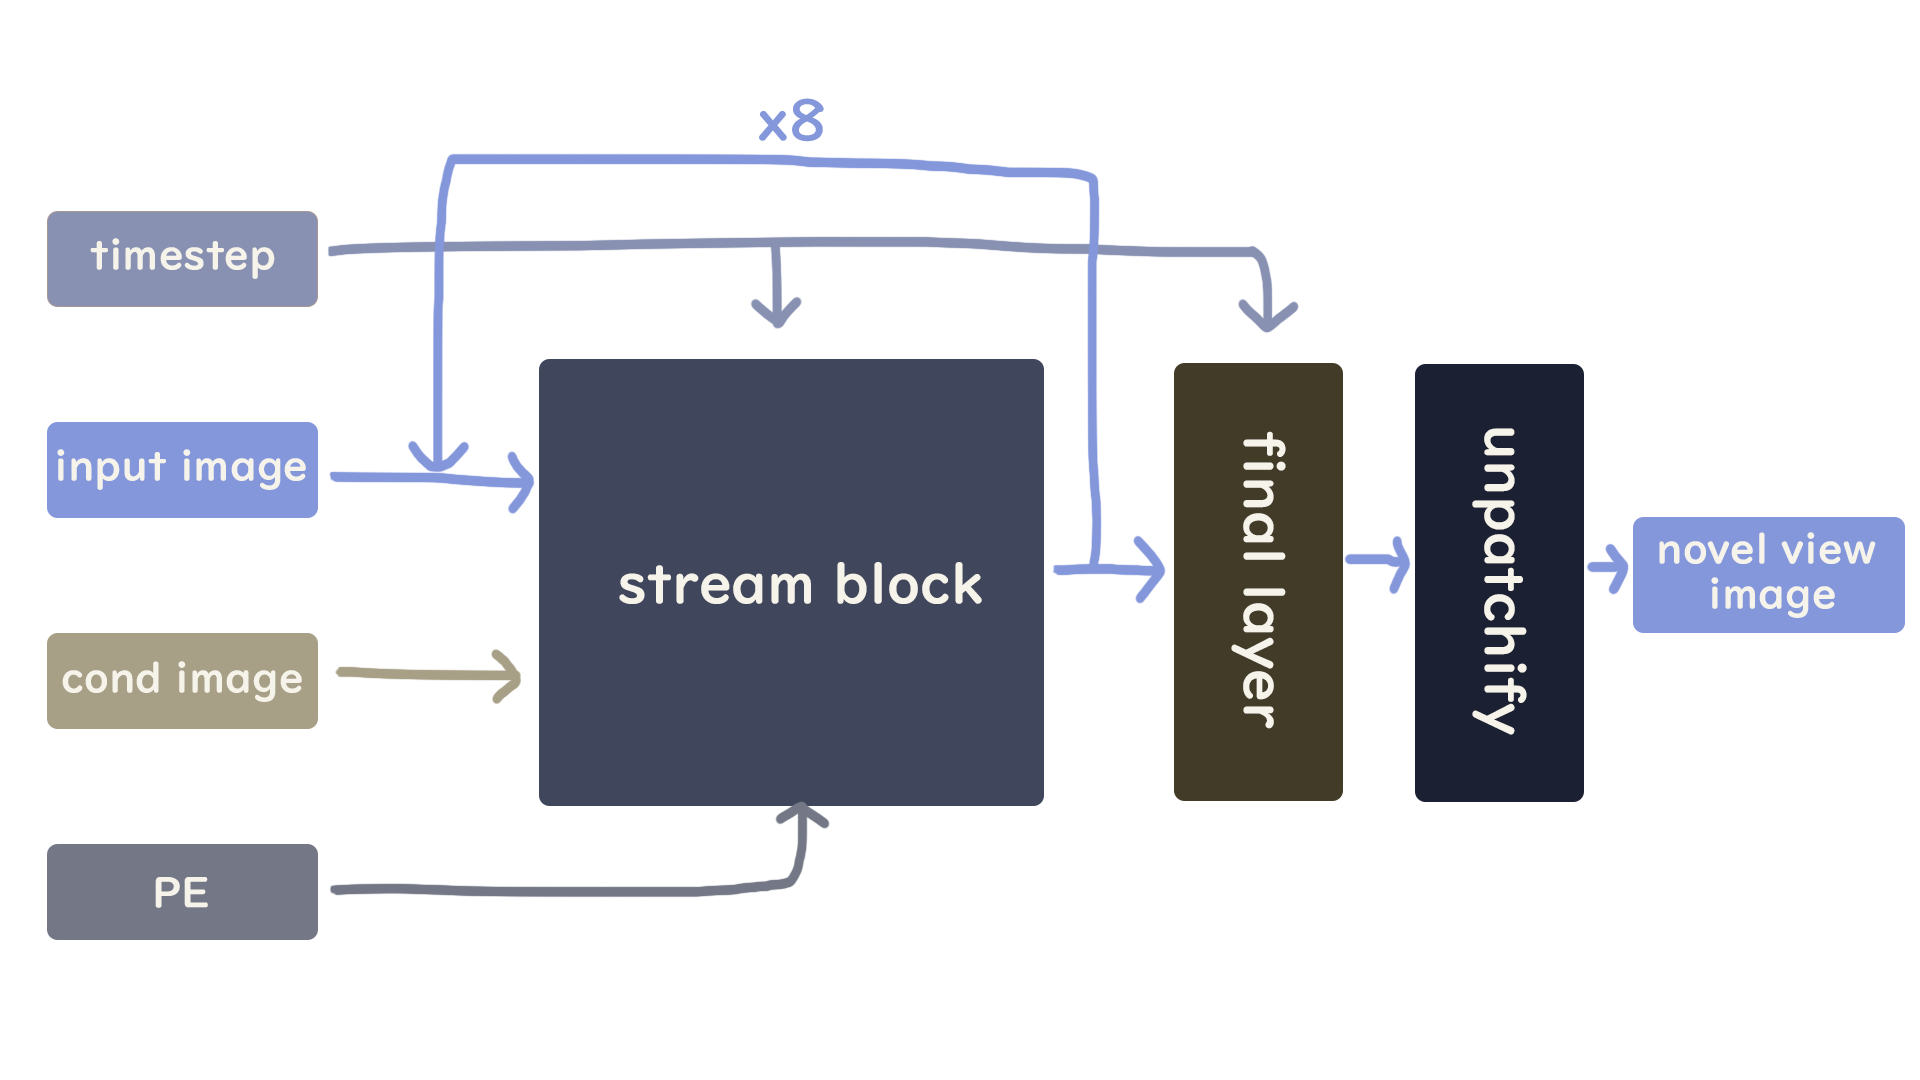 x8
timestep
input image
cond image
PE
stream block
final layer
unpatchify
novel view
image